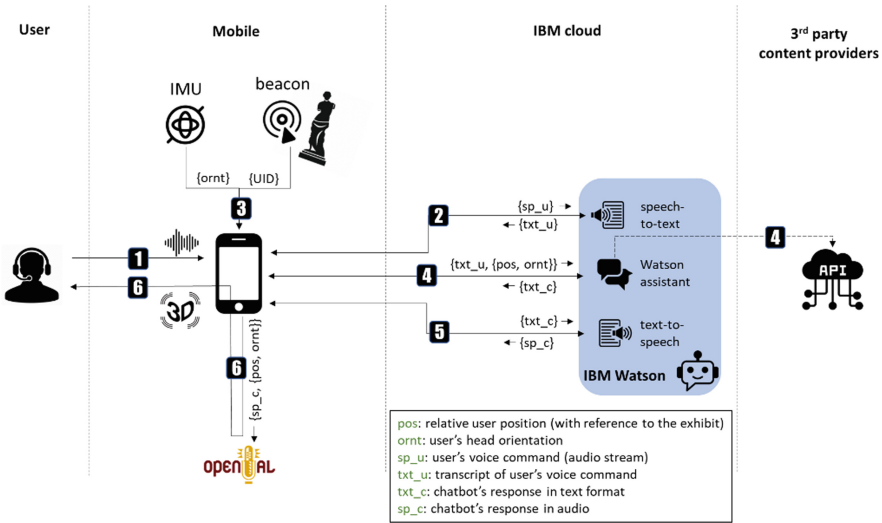 User
Mobile
IBM cloud
3rd party
content providers
IMU
beacon
{ornt}
{UID}
3
2
{sp_u}
{txt_u}
speech-
to-text
1
4
{txt_u, {pos, ornt}}
{txt_c}
Watson
assistant
4
API
6
3D
5
{txt_c}
{sp_c}
text-to-
speech
6
{sp_c, {pos, ornt}}
IBM Watson
OPENAL
pos: relative user position (with reference to the exhibit)
ornt: user's head orientation
sp_u: user's voice command (audio stream)
txt_u: transcript of user's voice command
txt_c: chatbot's response in text format
sp_c: chatbot's response in audio